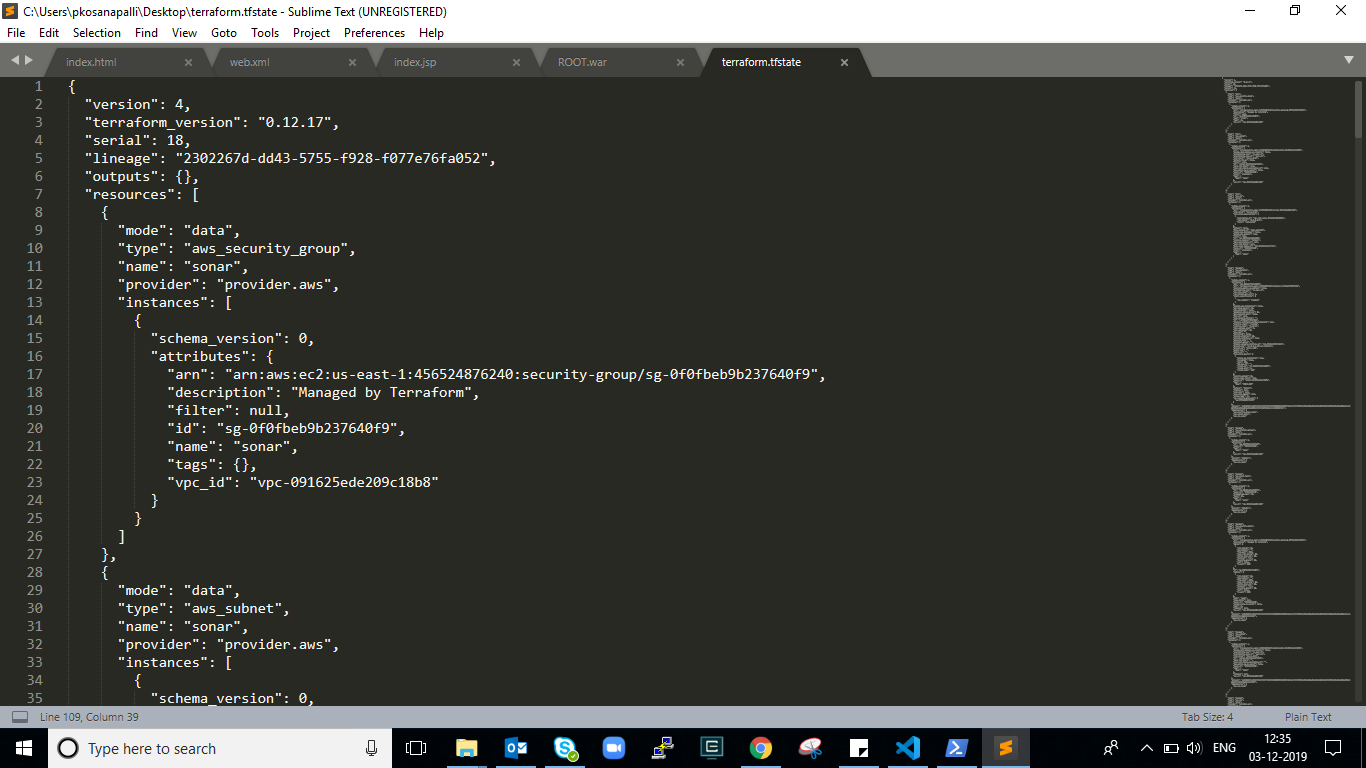 C:\Users\pkosanapalli\Desktop\terraform.tfstate - Sublime Text (UNREGISTERED)
File Edit Selection Find View Goto Tools Project Preferences Help
index.html × web.xml × index.jsp × ROOT.war × terraform.tfstate ×
1 {
2 "version": 4,
3 "terraform_version": "0.12.17",
4 "serial": 18,
5 "lineage": "2302267d-dd43-5755-f928-f077e76fa052",
6 "outputs": {},
7 "resources": [
8 {
9 "mode": "data",
10 "type": "aws_security_group",
11 "name": "sonar",
12 "provider": "provider.aws",
13 "instances": [
14 {
15 "schema_version": 0,
16 "attributes": {
17 "arn": "arn:aws:ec2:us-east-1:456524876240:security-group/sg-0f0fbeb9b237640f9",
18 "description": "Managed by Terraform",
19 "filter": null,
20 "id": "sg-0f0fbeb9b237640f9",
21 "name": "sonar",
22 "tags": {},
23 "vpc_id": "vpc-091625ede209c18b8"
24 }
25 }
26 ]
27 },
28 {
29 "mode": "data",
30 "type": "aws_subnet",
31 "name": "sonar",
32 "provider": "provider.aws",
33 "instances": [
34 {
35 "schema_version": 0,
Line 109, Column 39 Tab Size: 4 Plain Text
Type here to search ENG 12:35
03-12-2019